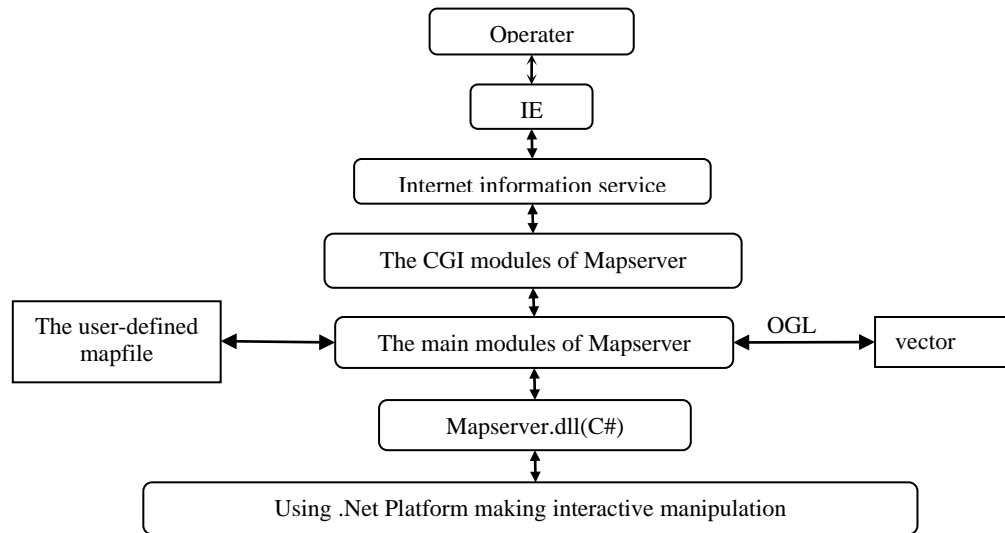 Operater
IE
Internet information service
The CGI modules of Mapserver
The user-defined
mapfile
The main modules of Mapserver
OGL
vector
Mapserver.dll(C#)
Using .Net Platform making interactive manipulation